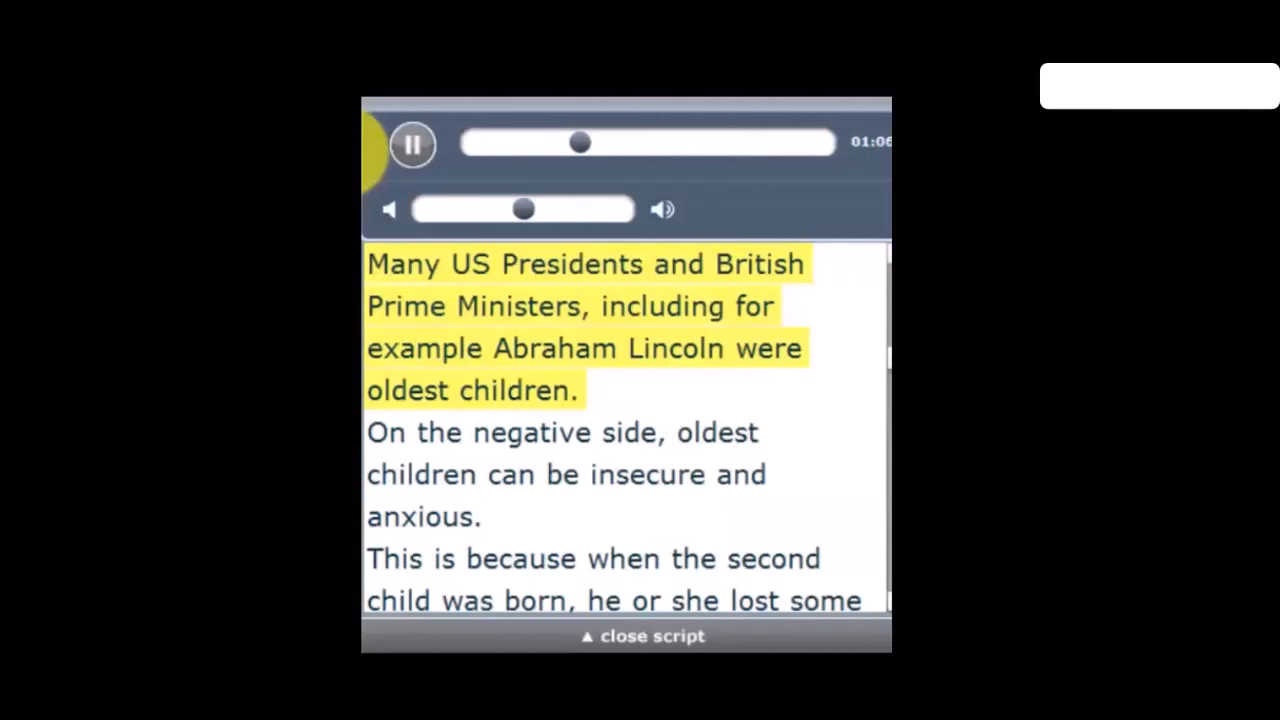 01:06
Many US Presidents and British
Prime Ministers, including for
example Abraham Lincoln were
oldest children.
On the negative side, oldest
children can be insecure and
anxious.
This is because when the second
child was born, he or she lost some
▲ close script